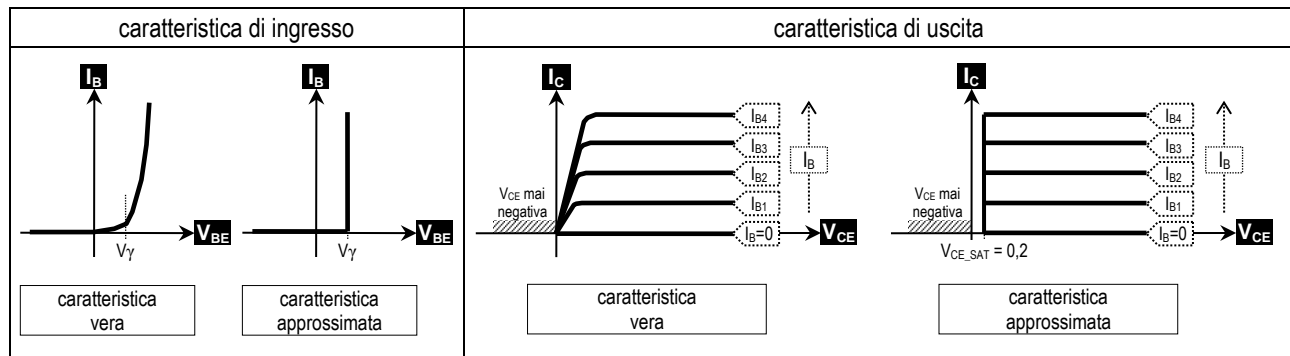 caratteristica di ingresso
caratteristica di uscita
I_B
V_BE
Vγ
caratteristica
vera
I_B
V_BE
Vγ
caratteristica
approssimata
I_C
I_B4
I_B3
I_B2
I_B1
I_B=0
I_B
V_CE mai
negativa
V_CE
caratteristica
vera
I_C
I_B4
I_B3
I_B2
I_B1
I_B=0
I_B
V_CE mai
negativa
V_CE
V_CE_SAT = 0,2
caratteristica
approssimata